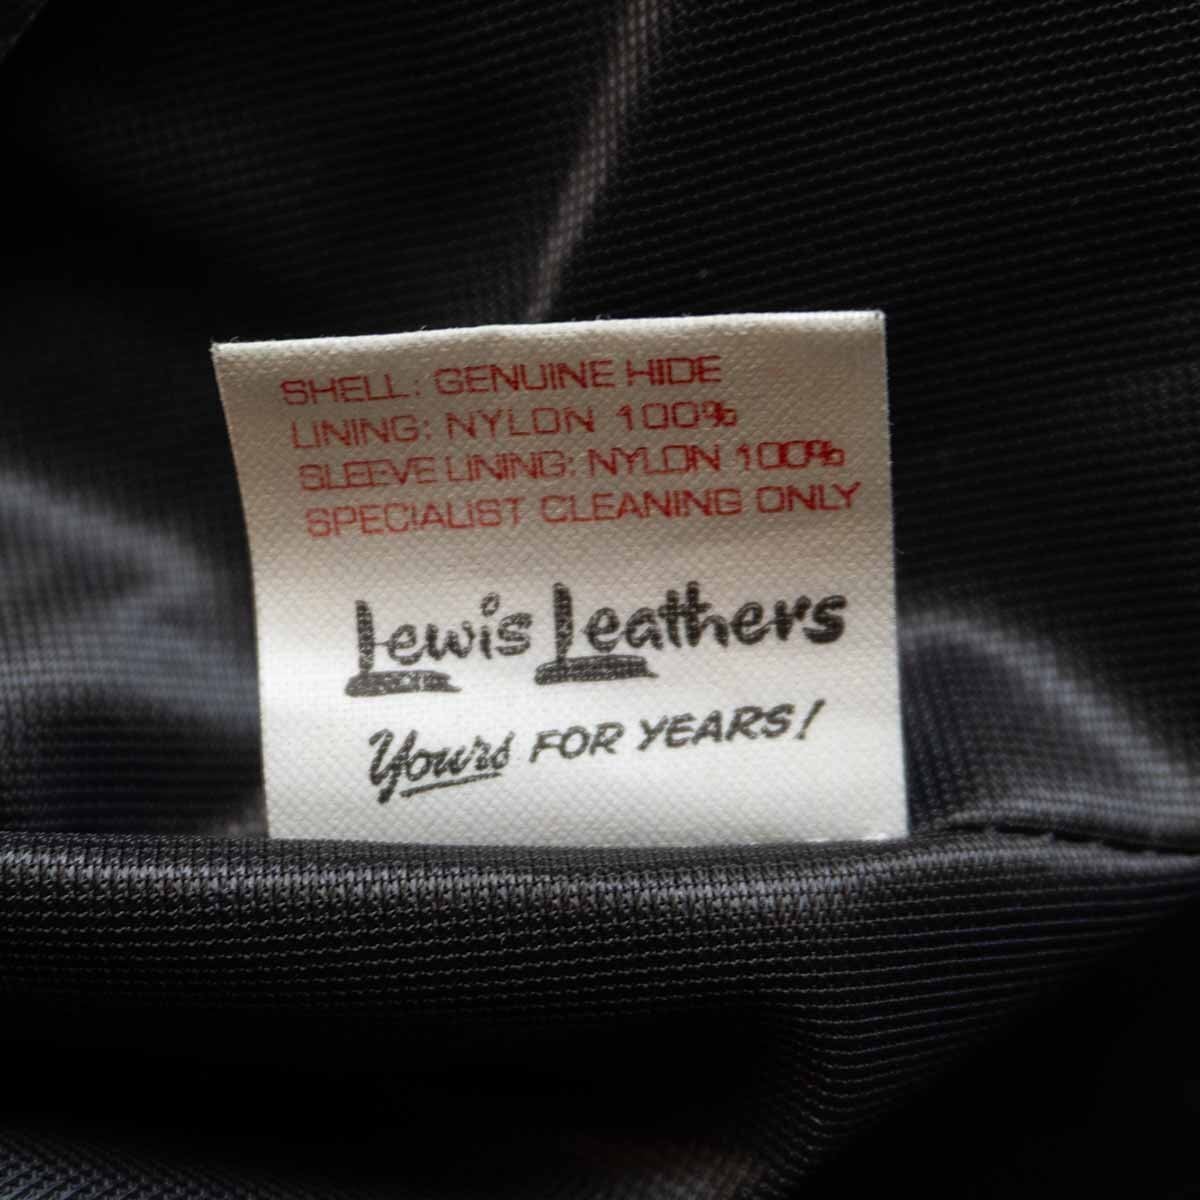 SHELL: GENUINE HIDE
LINING: NYLON 100%
SLEEVE LINING: NYLON 100%
SPECIALIST CLEANING ONLY
Lewis Leathers
Yours FOR YEARS!